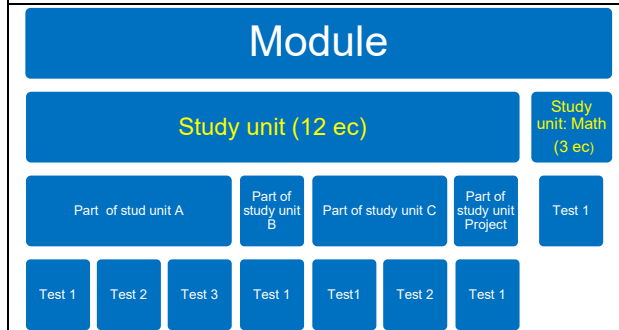 Module
Study unit (12 ec)
Study
unit: Math
(3 ec)
Part of stud unit A
Part of
study unit
B
Part of study unit C
Part of
study unit
Project
Test 1
Test 1
Test 2
Test 3
Test 1
Test1
Test 2
Test 1